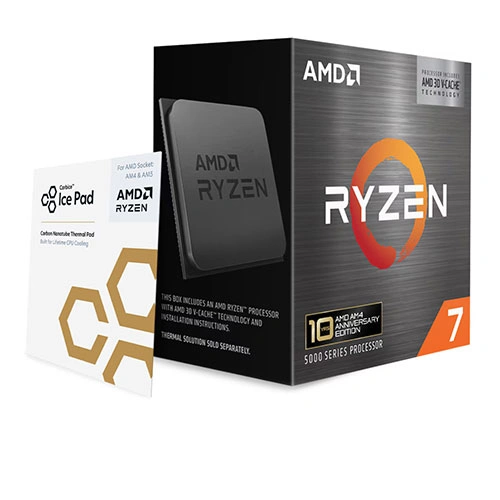 For AMD Socket:
AM4 & AM5
Carbice™
Ice Pad
AMD
RYZEN
Carbon Nanotube Thermal Pad
Built for Lifetime CPU Cooling
AMD
RYZEN
THIS BOX INCLUDES AN AMD RYZEN™ PROCESSOR
WITH AMD 3D V-CACHE™ TECHNOLOGY AND
INSTALLATION INSTRUCTIONS.
THERMAL SOLUTION SOLD SEPARATELY.
AMD
PROCESSOR INCLUDES
AMD 3D V-CACHE
TECHNOLOGY
RYZEN
10
YEARS
AMD AM4
ANNIVERSARY
EDITION
5000 SERIES PROCESSOR
7